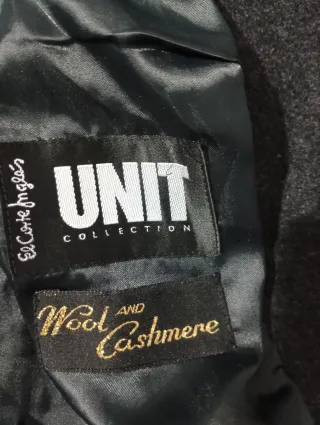 El Corte Inglés
UNIT
COLLECTION
Wool AND
Cashmere